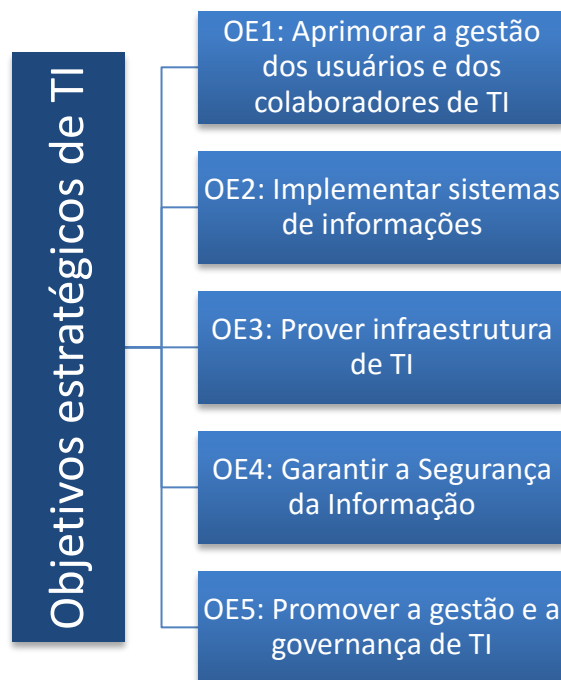 Objetivos estratégicos de TI
OE1: Aprimorar a gestão
dos usuários e dos
colaboradores de TI
OE2: Implementar sistemas
de informações
OE3: Prover infraestrutura
de TI
OE4: Garantir a Segurança
da Informação
OE5: Promover a gestão e a
governança de TI